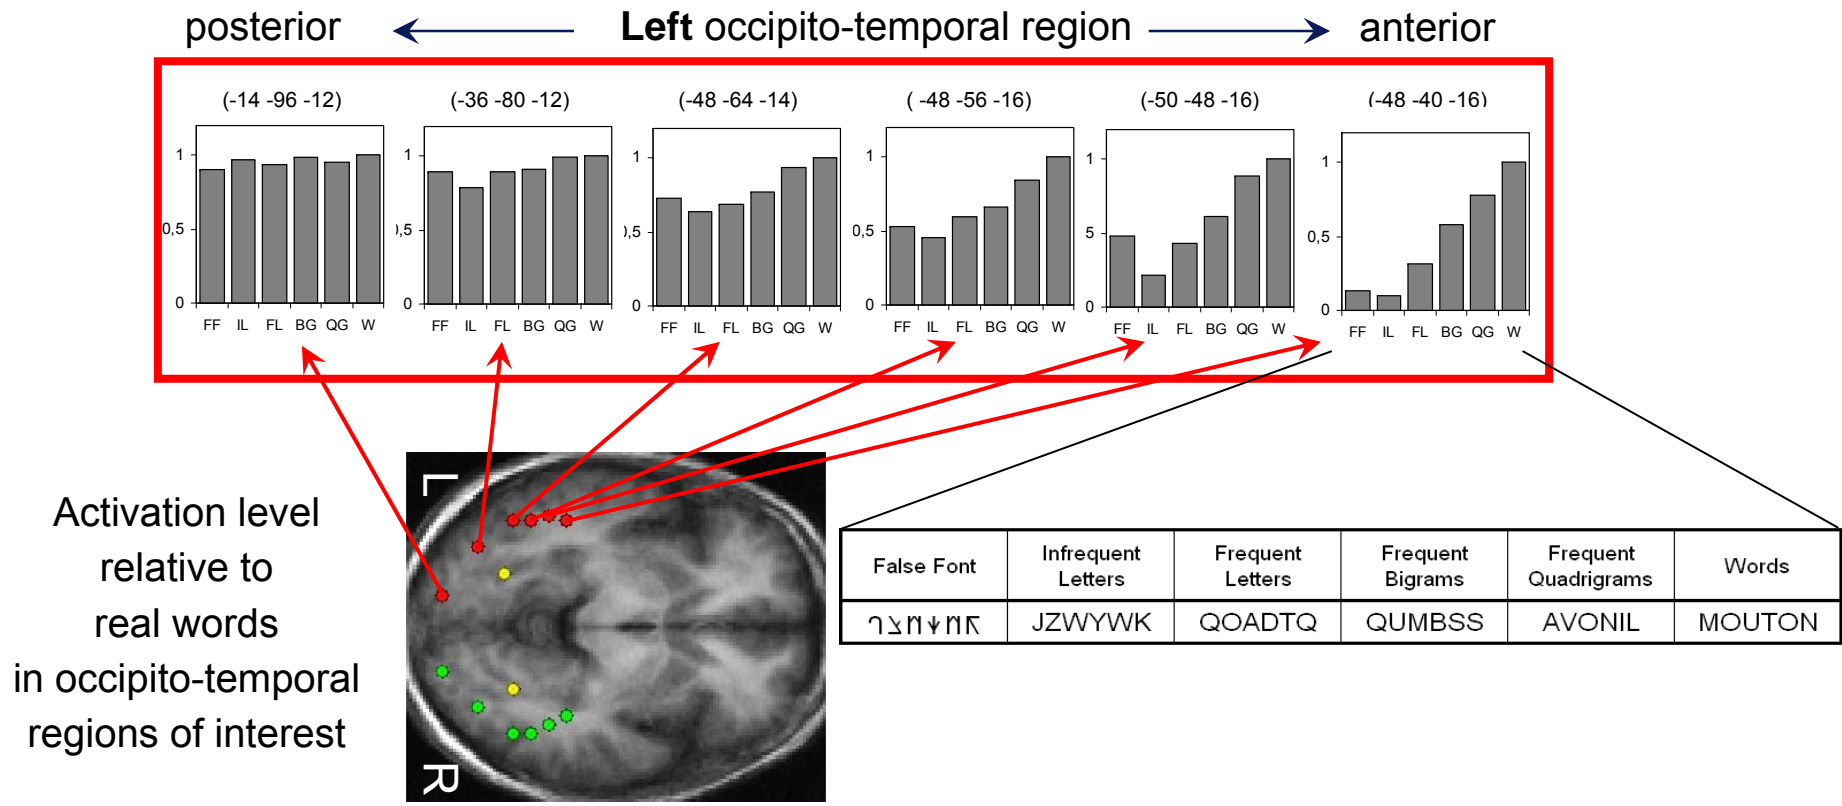 posterior Left occipito-temporal region anterior
(-14 -96 -12) (-36 -80 -12) (-48 -64 -14) ( -48 -56 -16) (-50 -48 -16) (-48 -40 -16)
1 1 1 1 1 1
0,5 0,5 0,5 0,5 5 0,5
0 0 0 0 0 0
FF IL FL BG QG W FF IL FL BG QG W FF IL FL BG QG W FF IL FL BG QG W FF IL FL BG QG W FF IL FL BG QG W
L
Activation level
relative to
real words
in occipito-temporal
regions of interest
R
False Font Infrequent Letters Frequent Letters Frequent Bigrams Frequent Quadrigrams Words
JZWYWK QOADTQ QUMBSS AVONIL MOUTON